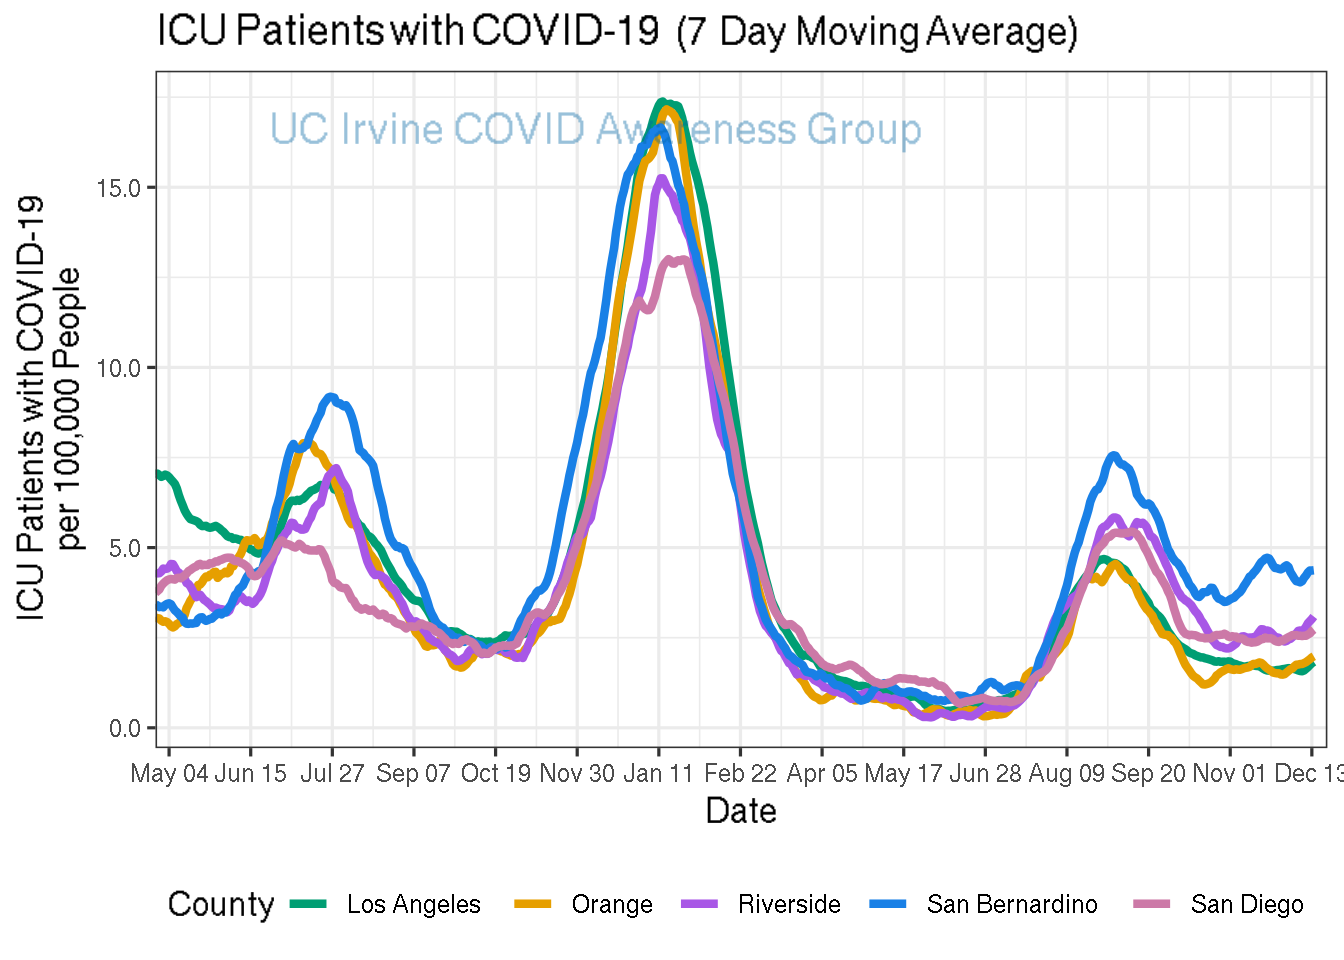 ICU Patients with COVID-19 (7 Day Moving Average)
UC Irvine COVID Awareness Group
ICU Patients with COVID-19
per 100,000 People
15.0
10.0
5.0
0.0
May 04 Jun 15 Jul 27 Sep 07 Oct 19 Nov 30 Jan 11 Feb 22 Apr 05 May 17 Jun 28 Aug 09 Sep 20 Nov 01 Dec 13
Date
County Los Angeles Orange Riverside San Bernardino San Diego